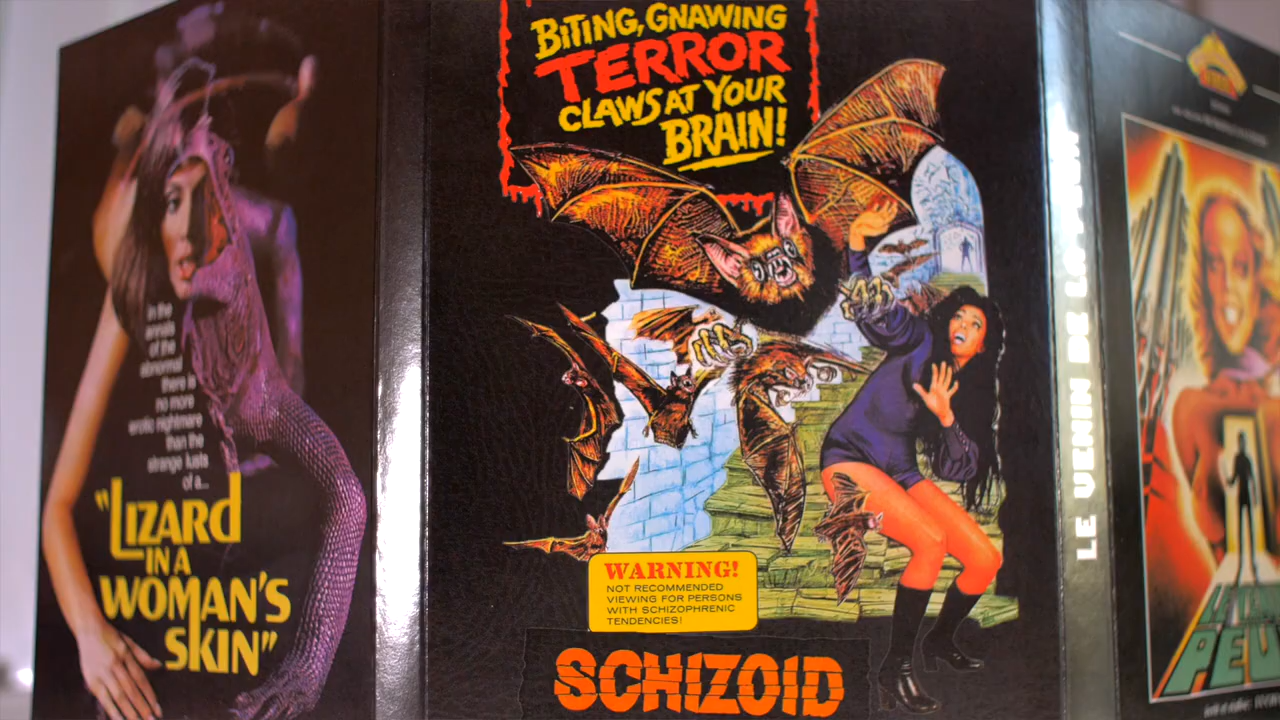 in the
annals
of the
abnormal
there is
no more
erotic nightmare
than the
strange lusts
of a...
"LIZARD
IN A
WOMAN'S
SKIN"
BITING, GNAWING
TERROR
CLAWS AT YOUR
BRAIN!
WARNING!
NOT RECOMMENDED
VIEWING FOR PERSONS
WITH SCHIZOPHRENIC
TENDENCIES!
SCHIZOID
LE VENIN DE LA